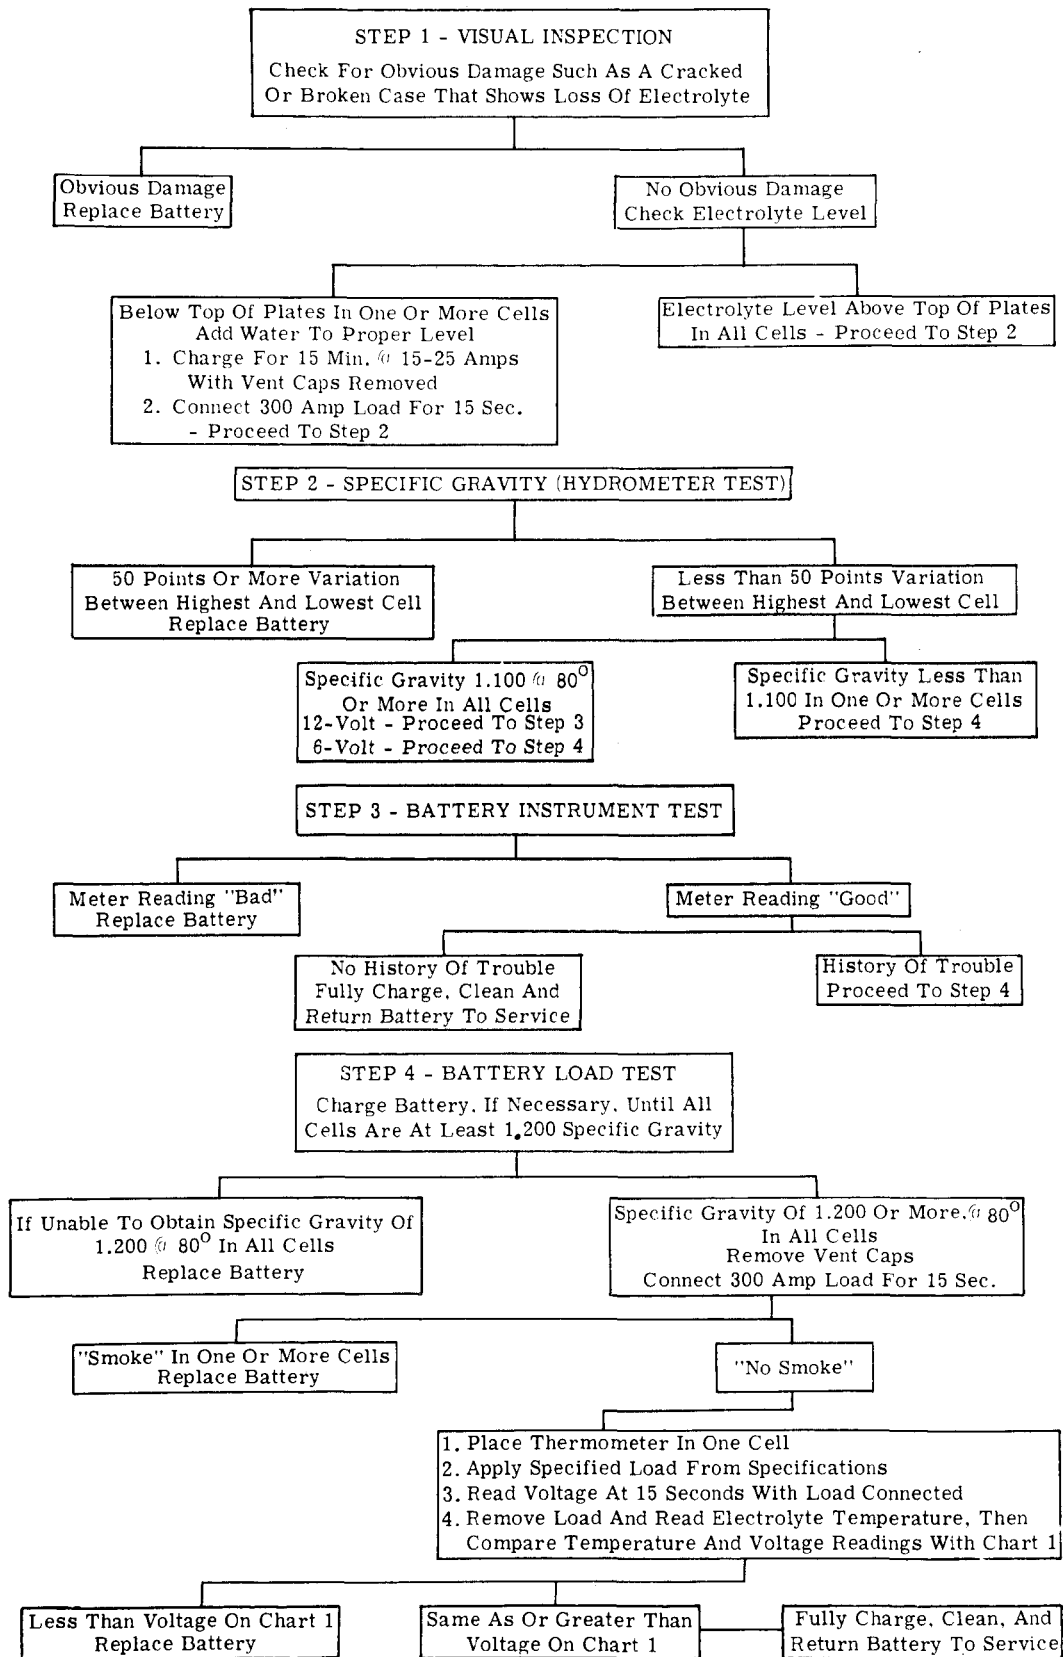 STEP 1 - VISUAL INSPECTION
Check For Obvious Damage Such As A Cracked
Or Broken Case That Shows Loss Of Electrolyte
Obvious Damage
Replace Battery
No Obvious Damage
Check Electrolyte Level
Below Top Of Plates In One Or More Cells
Add Water To Proper Level
1. Charge For 15 Min. @ 15-25 Amps
With Vent Caps Removed
2. Connect 300 Amp Load For 15 Sec.
- Proceed To Step 2
Electrolyte Level Above Top Of Plates
In All Cells - Proceed To Step 2
STEP 2 - SPECIFIC GRAVITY (HYDROMETER TEST)
50 Points Or More Variation
Between Highest And Lowest Cell
Replace Battery
Less Than 50 Points Variation
Between Highest And Lowest Cell
Specific Gravity 1.100 @ 80°
Or More In All Cells
12-Volt - Proceed To Step 3
6-Volt - Proceed To Step 4
Specific Gravity Less Than
1.100 In One Or More Cells
Proceed To Step 4
STEP 3 - BATTERY INSTRUMENT TEST
Meter Reading "Bad"
Replace Battery
Meter Reading "Good"
No History Of Trouble
Fully Charge, Clean And
Return Battery To Service
History Of Trouble
Proceed To Step 4
STEP 4 - BATTERY LOAD TEST
Charge Battery, If Necessary, Until All
Cells Are At Least 1.200 Specific Gravity
If Unable To Obtain Specific Gravity Of
1.200 @ 80° In All Cells
Replace Battery
Specific Gravity Of 1.200 Or More, @ 80°
In All Cells
Remove Vent Caps
Connect 300 Amp Load For 15 Sec.
"Smoke" In One Or More Cells
Replace Battery
"No Smoke"
1. Place Thermometer In One Cell
2. Apply Specified Load From Specifications
3. Read Voltage At 15 Seconds With Load Connected
4. Remove Load And Read Electrolyte Temperature, Then
Compare Temperature And Voltage Readings With Chart 1
Less Than Voltage On Chart 1
Replace Battery
Same As Or Greater Than
Voltage On Chart 1
Fully Charge, Clean, And
Return Battery To Service